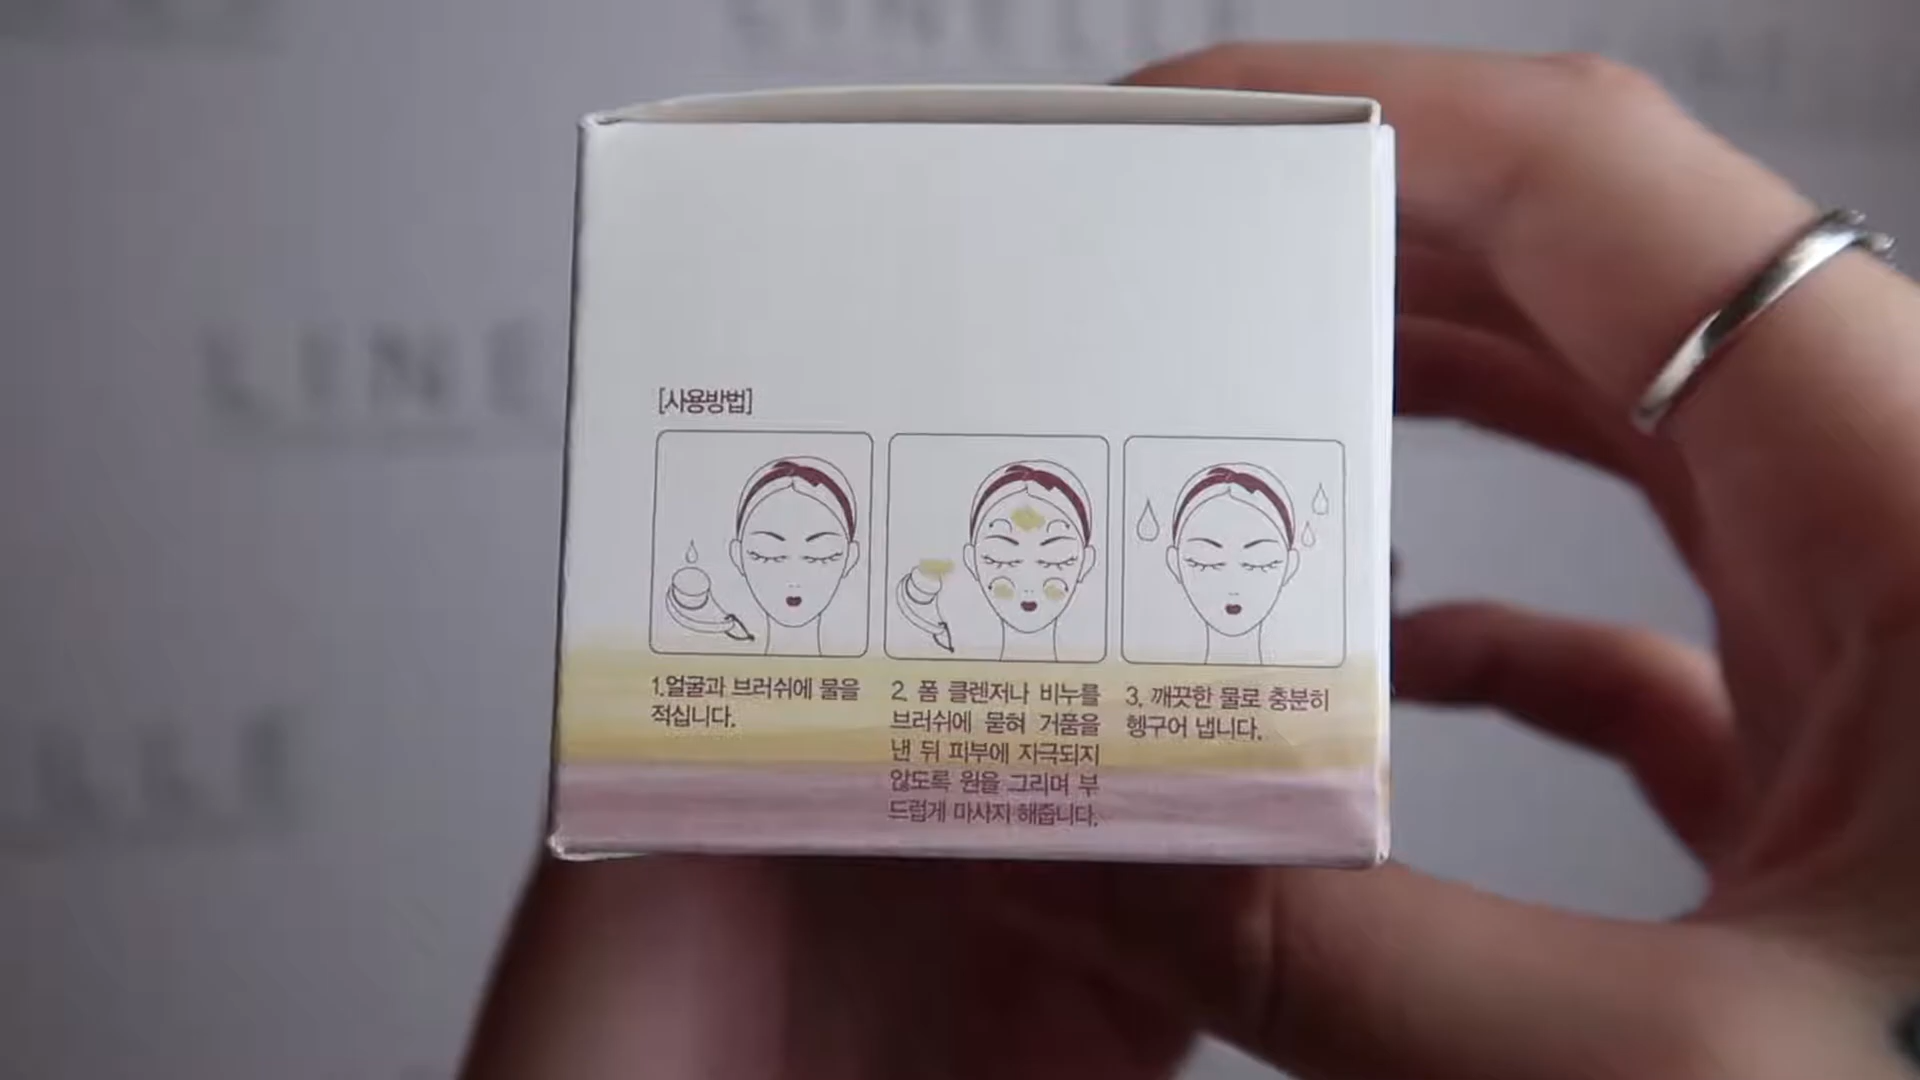 LINELLE
LINE
[사용방법]
1.얼굴과 브러쉬에 물을
적십니다.
2. 폼 클렌저나 비누를
브러쉬에 묻혀 거품을
낸 뒤 피부에 자극되지
않도록 원을 그리며 부
드럽게 마사지 해줍니다.
3. 깨끗한 물로 충분히
헹구어 냅니다.